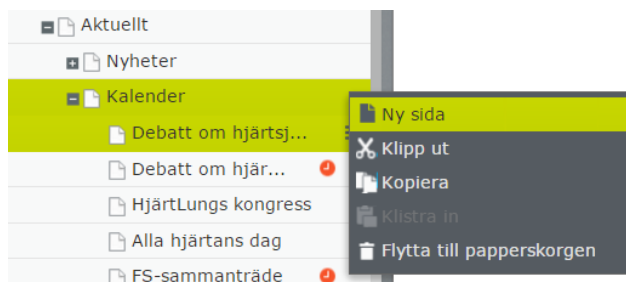 Aktuellt
Nyheter
Kalender
Debatt om hjärtsj...
Debatt om hjär...
HjärtLungs kongress
Alla hjärtans dag
FS-sammanträde
Ny sida
Klipp ut
Kopiera
Klistra in
Flytta till papperskorgen